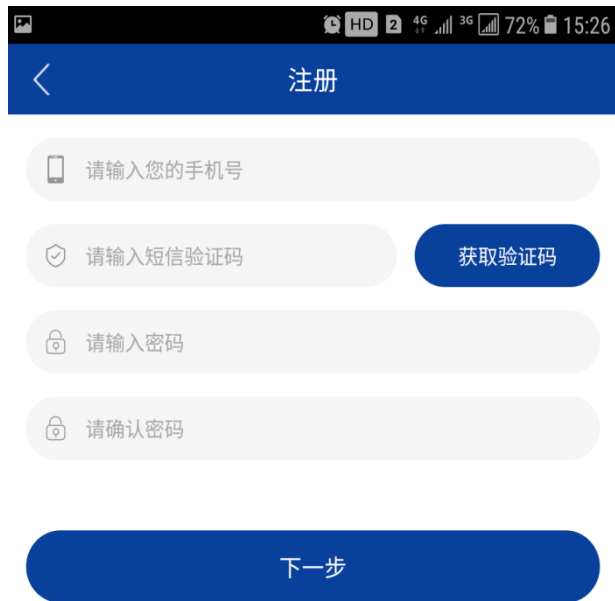 HD 2 4G 3G 72% 15:26
注册
请输入您的手机号
请输入短信验证码 获取验证码
请输入密码
请确认密码
下一步